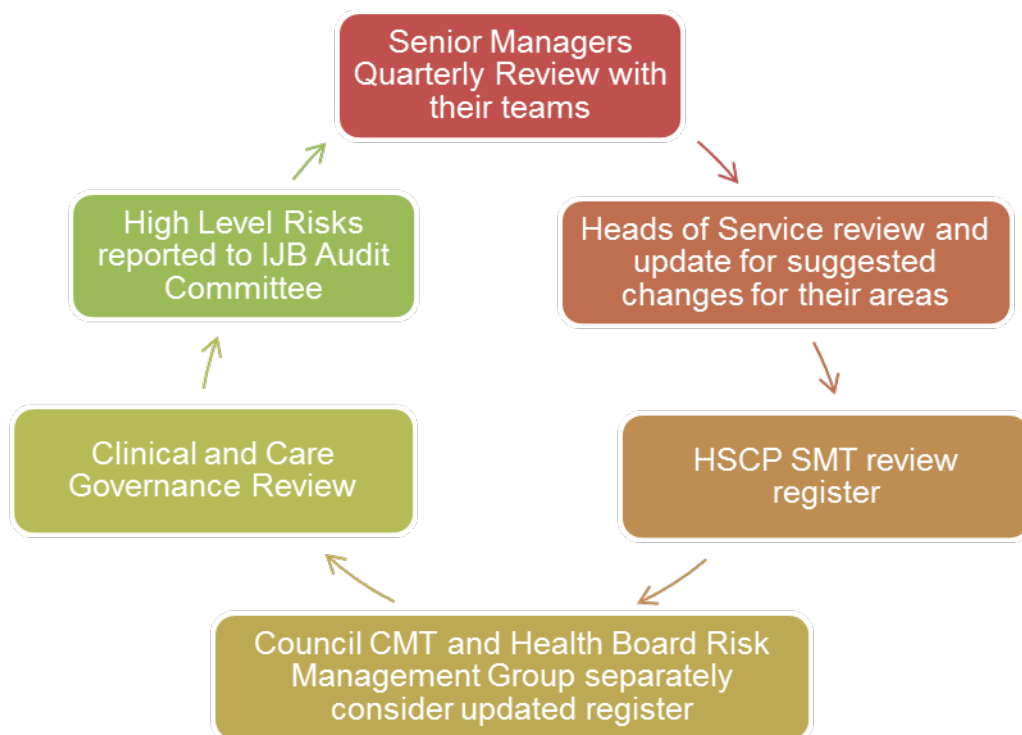 Senior Managers
Quarterly Review with
their teams
Heads of Service review and
update for suggested
changes for their areas
HSCP SMT review
register
Council CMT and Health Board Risk
Management Group separately
consider updated register
Clinical and Care
Governance Review
High Level Risks
reported to IJB Audit
Committee